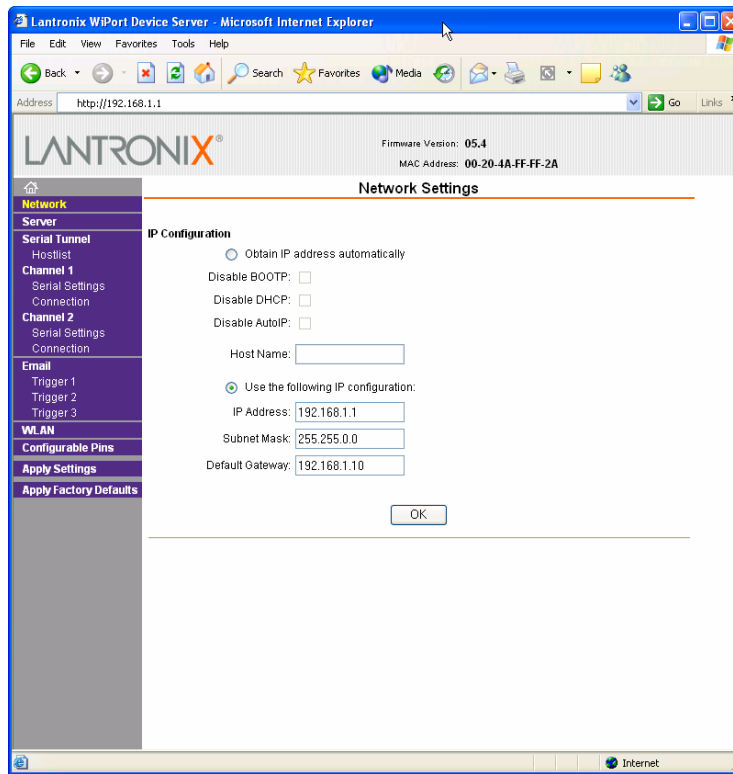 Lantronix WiPort Device Server - Microsoft Internet Explorer
File Edit View Favorites Tools Help
Back Search Favorites Media
Address http://192.168.1.1 Go Links
LANTRONIX®
Firmware Version: 05.4
MAC Address: 00-20-4A-FF-FF-2A
Network Settings
Network
Server
Serial Tunnel
Hostlist
Channel 1
Serial Settings
Connection
Channel 2
Serial Settings
Connection
Email
Trigger 1
Trigger 2
Trigger 3
WLAN
Configurable Pins
Apply Settings
Apply Factory Defaults
IP Configuration
Obtain IP address automatically
Disable BOOTP:
Disable DHCP:
Disable AutoIP:
Host Name:
Use the following IP configuration:
IP Address: 192.168.1.1
Subnet Mask: 255.255.0.0
Default Gateway: 192.168.1.10
OK
Internet